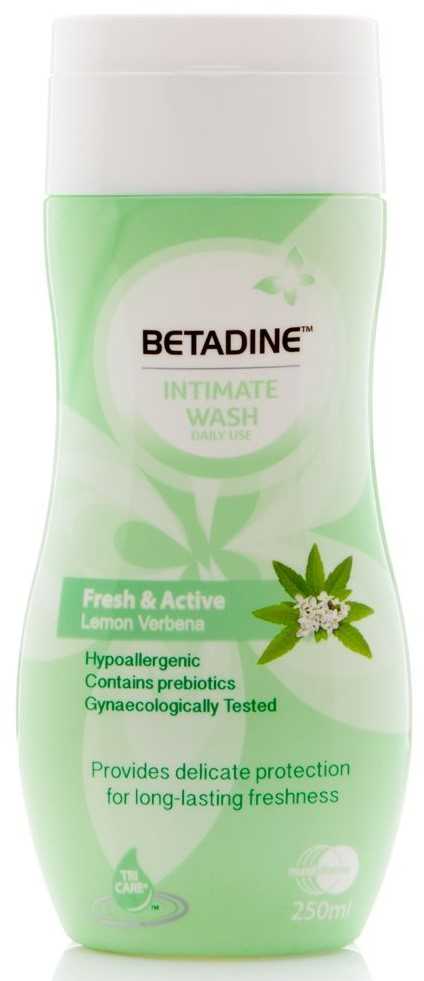 BETADINE™
INTIMATE
WASH
DAILY USE
Fresh & Active
Lemon Verbena
Hypoallergenic
Contains prebiotics
Gynaecologically Tested
Provides delicate protection
for long-lasting freshness
TRI
CARE®
™
250ml